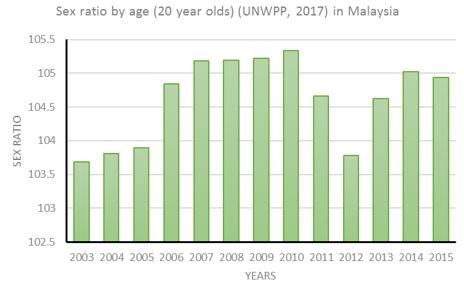 Sex ratio by age (20 year olds) (UNWPP, 2017) in Malaysia
105.5
105
104.5
104
103.5
103
102.5
SEX RATIO
2003 2004 2005 2006 2007 2008 2009 2010 2011 2012 2013 2014 2015
YEARS